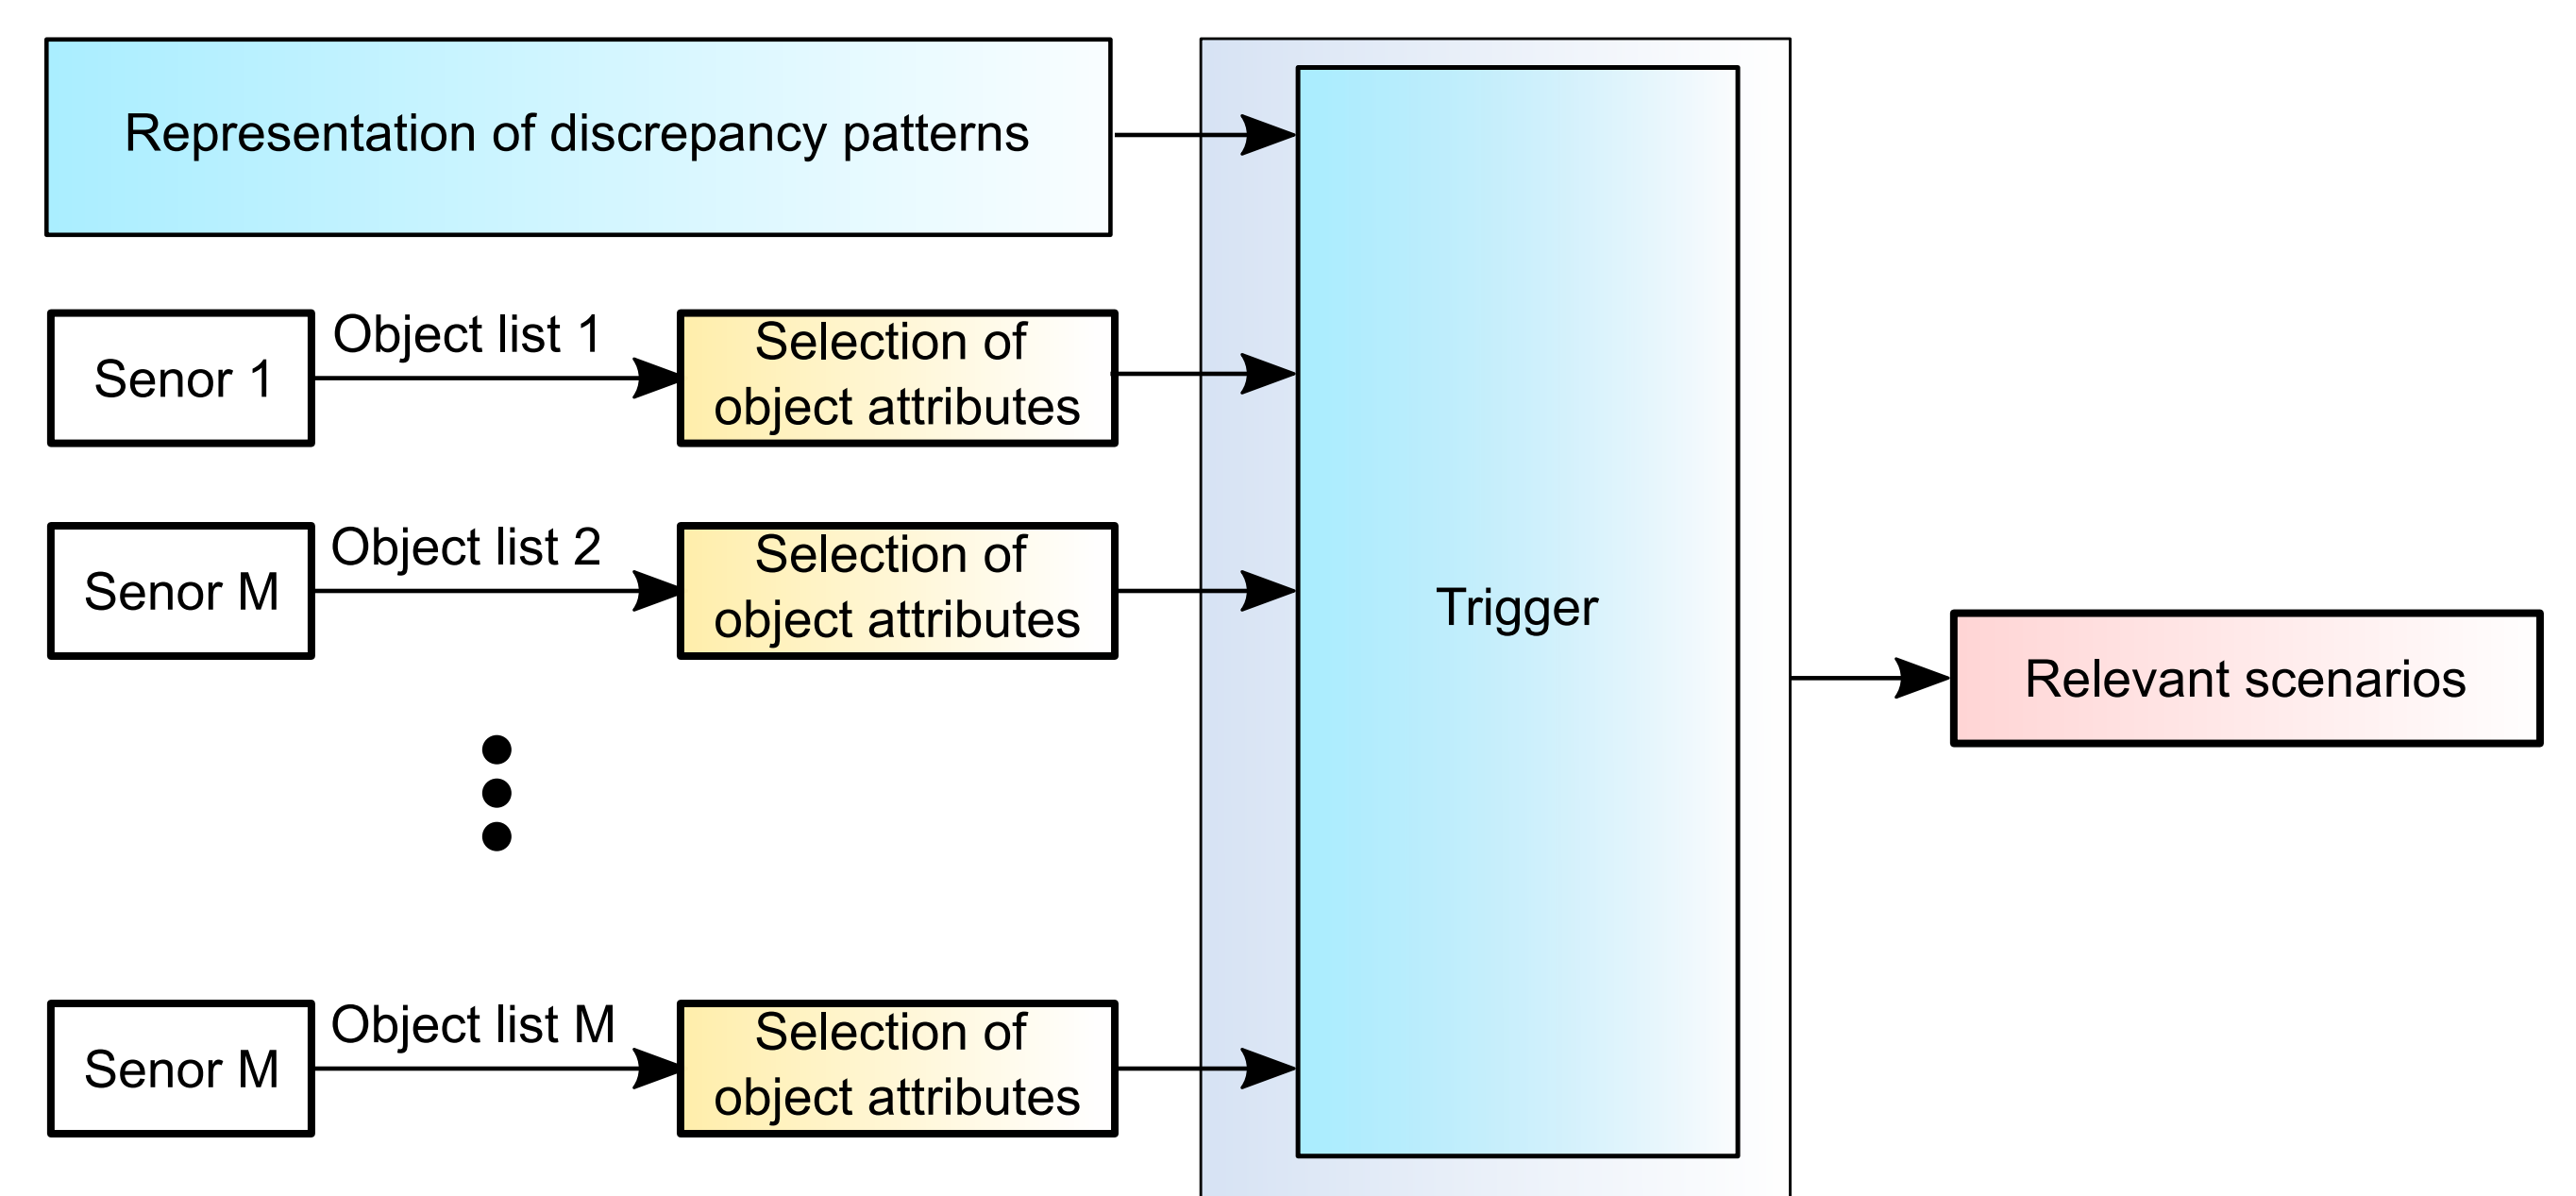 Representation of discrepancy patterns
Object list 1
Senor 1
Selection of
object attributes
Object list 2
Senor M
Selection of
object attributes
Trigger
Relevant scenarios
Object list M
Senor M
Selection of
object attributes